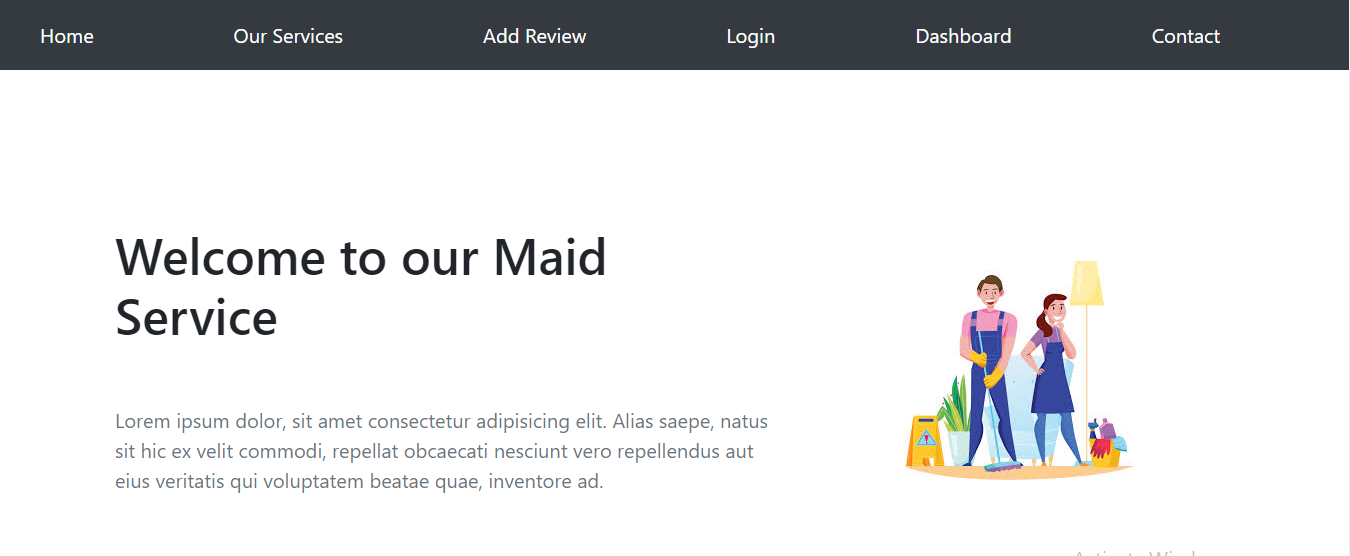 Home Our Services Add Review Login Dashboard Contact
Welcome to our Maid
Service
Lorem ipsum dolor, sit amet consectetur adipisicing elit. Alias saepe, natus
sit hic ex velit commodi, repellat obcaecati nesciunt vero repellendus aut
eius veritatis qui voluptatem beatae quae, inventore ad.